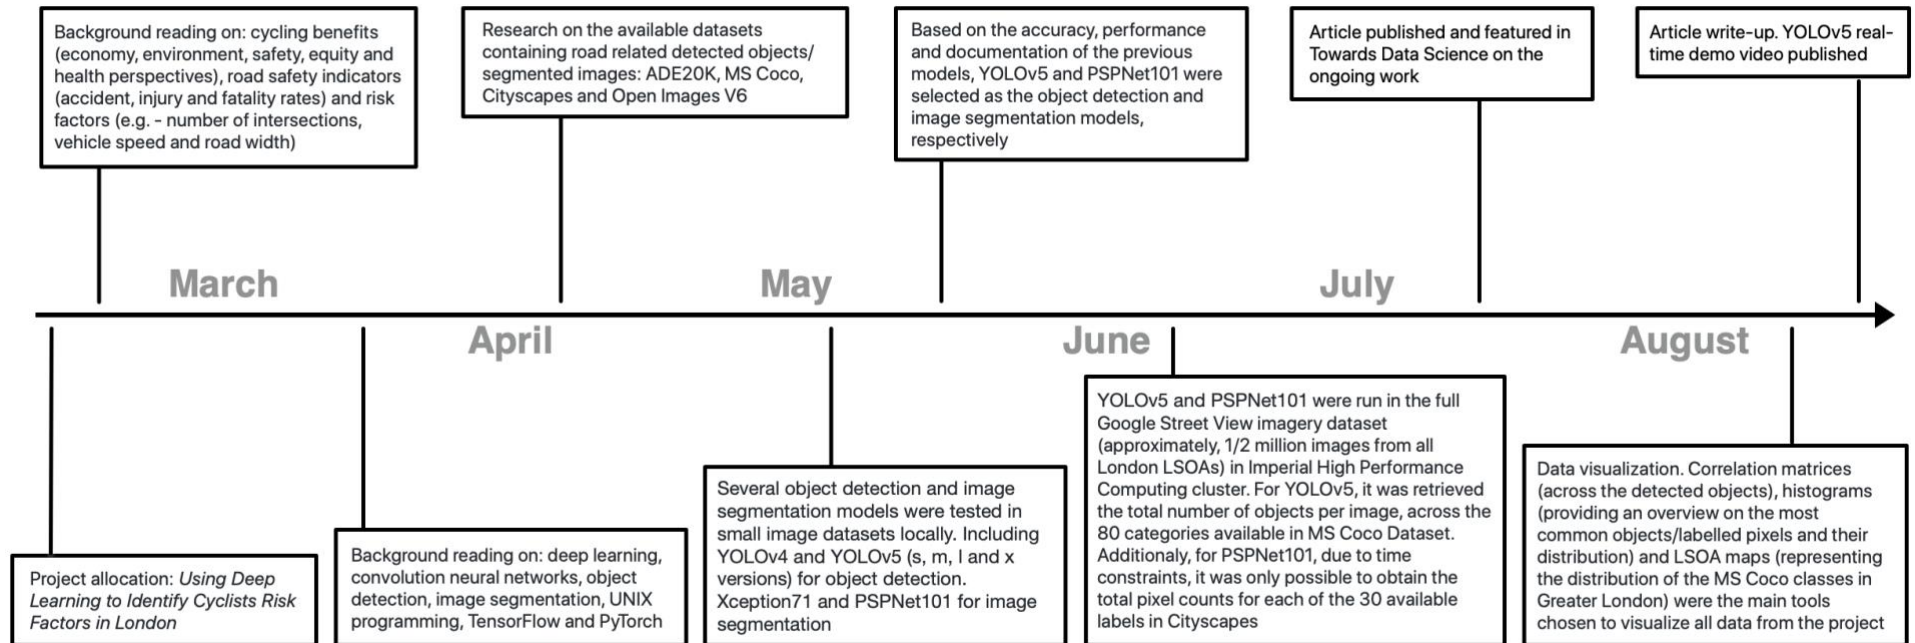 Background reading on: cycling benefits
(economy, environment, safety, equity and
health perspectives), road safety indicators
(accident, injury and fatality rates) and risk
factors (e.g. - number of intersections,
vehicle speed and road width)
Research on the available datasets
containing road related detected objects/
segmented images: ADE20K, MS Coco,
Cityscapes and Open Images V6
Based on the accuracy, performance
and documentation of the previous
models, YOLOv5 and PSPNet101 were
selected as the object detection and
image segmentation models,
respectively
Article published and featured in
Towards Data Science on the
ongoing work
Article write-up. YOLOv5 real-
time demo video published
March
May
July
April
June
August
Project allocation: Using Deep
Learning to Identify Cyclists Risk
Factors in London
Background reading on: deep learning,
convolution neural networks, object
detection, image segmentation, UNIX
programming, TensorFlow and PyTorch
Several object detection and image
segmentation models were tested in
small image datasets locally. Including
YOLOv4 and YOLOv5 (s, m, l and x
versions) for object detection.
Xception71 and PSPNet101 for image
segmentation
YOLOv5 and PSPNet101 were run in the full
Google Street View imagery dataset
(approximately, 1/2 million images from all
London LSOAs) in Imperial High Performance
Computing cluster. For YOLOv5, it was retrieved
the total number of objects per image, across the
80 categories available in MS Coco Dataset.
Additionaly, for PSPNet101, due to time
constraints, it was only possible to obtain the
total pixel counts for each of the 30 available
labels in Cityscapes
Data visualization. Correlation matrices
(across the detected objects), histograms
(providing an overview on the most
common objects/labelled pixels and their
distribution) and LSOA maps (representing
the distribution of the MS Coco classes in
Greater London) were the main tools
chosen to visualize all data from the project